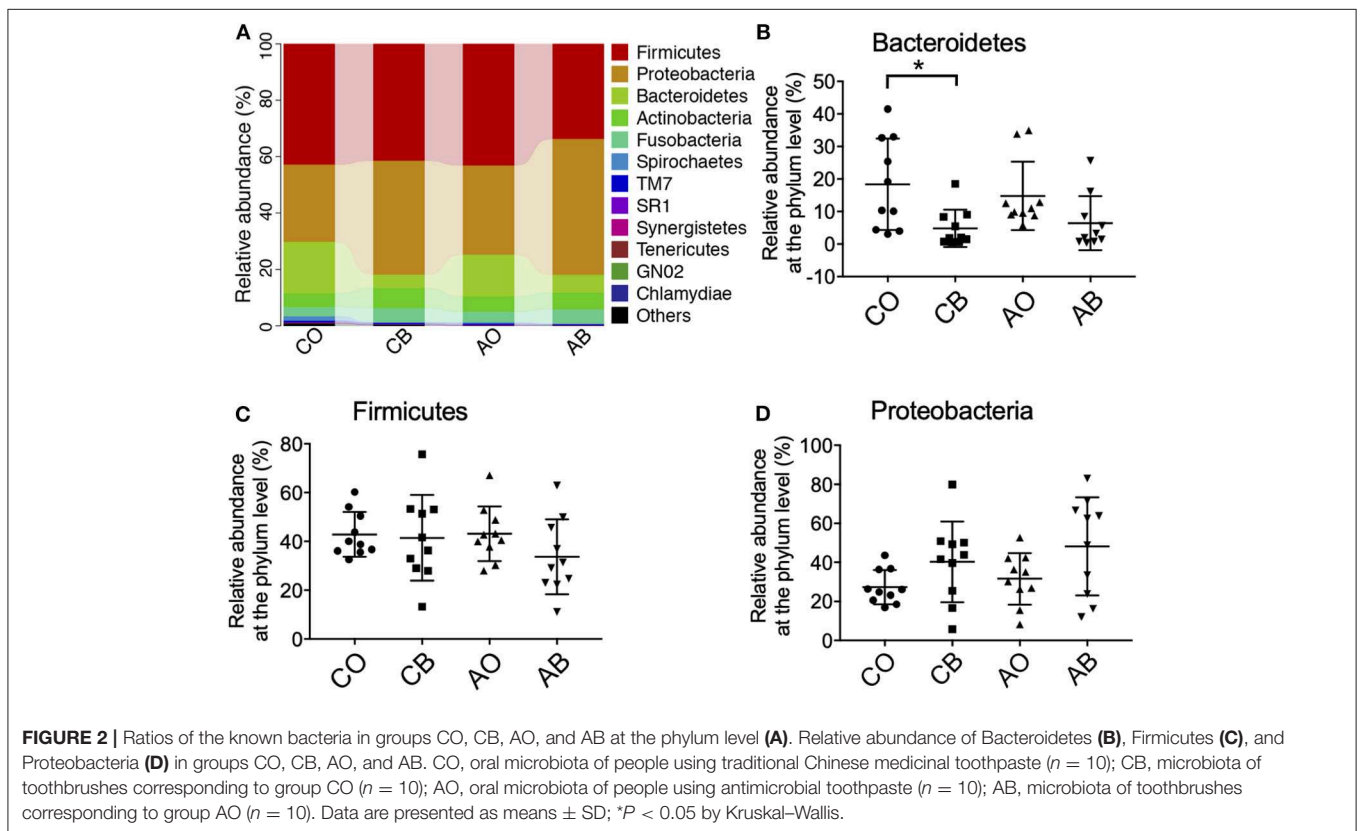 A
Relative abundance (%)
100
80
60
40
20
0
CO
CB
AO
AB
Firmicutes
Proteobacteria
Bacteroidetes
Actinobacteria
Fusobacteria
Spirochaetes
TM7
SR1
Synergistetes
Tenericutes
GN02
Chlamydiae
Others
B
Bacteroidetes
*
Relative abundance
at the phylum level (%)
50
40
30
20
10
0
-10
CO
CB
AO
AB
C
Firmicutes
Relative abundance
at the phylum level (%)
80
60
40
20
0
CO
CB
AO
AB
D
Proteobacteria
Relative abundance
at the phylum level (%)
100
80
60
40
20
0
CO
CB
AO
AB
FIGURE 2 | Ratios of the known bacteria in groups CO, CB, AO, and AB at the phylum level (A). Relative abundance of Bacteroidetes (B), Firmicutes (C), and
Proteobacteria (D) in groups CO, CB, AO, and AB. CO, oral microbiota of people using traditional Chinese medicinal toothpaste (n = 10); CB, microbiota of
toothbrushes corresponding to group CO (n = 10); AO, oral microbiota of people using antimicrobial toothpaste (n = 10); AB, microbiota of toothbrushes
corresponding to group AO (n = 10). Data are presented as means ± SD; *P < 0.05 by Kruskal–Wallis.